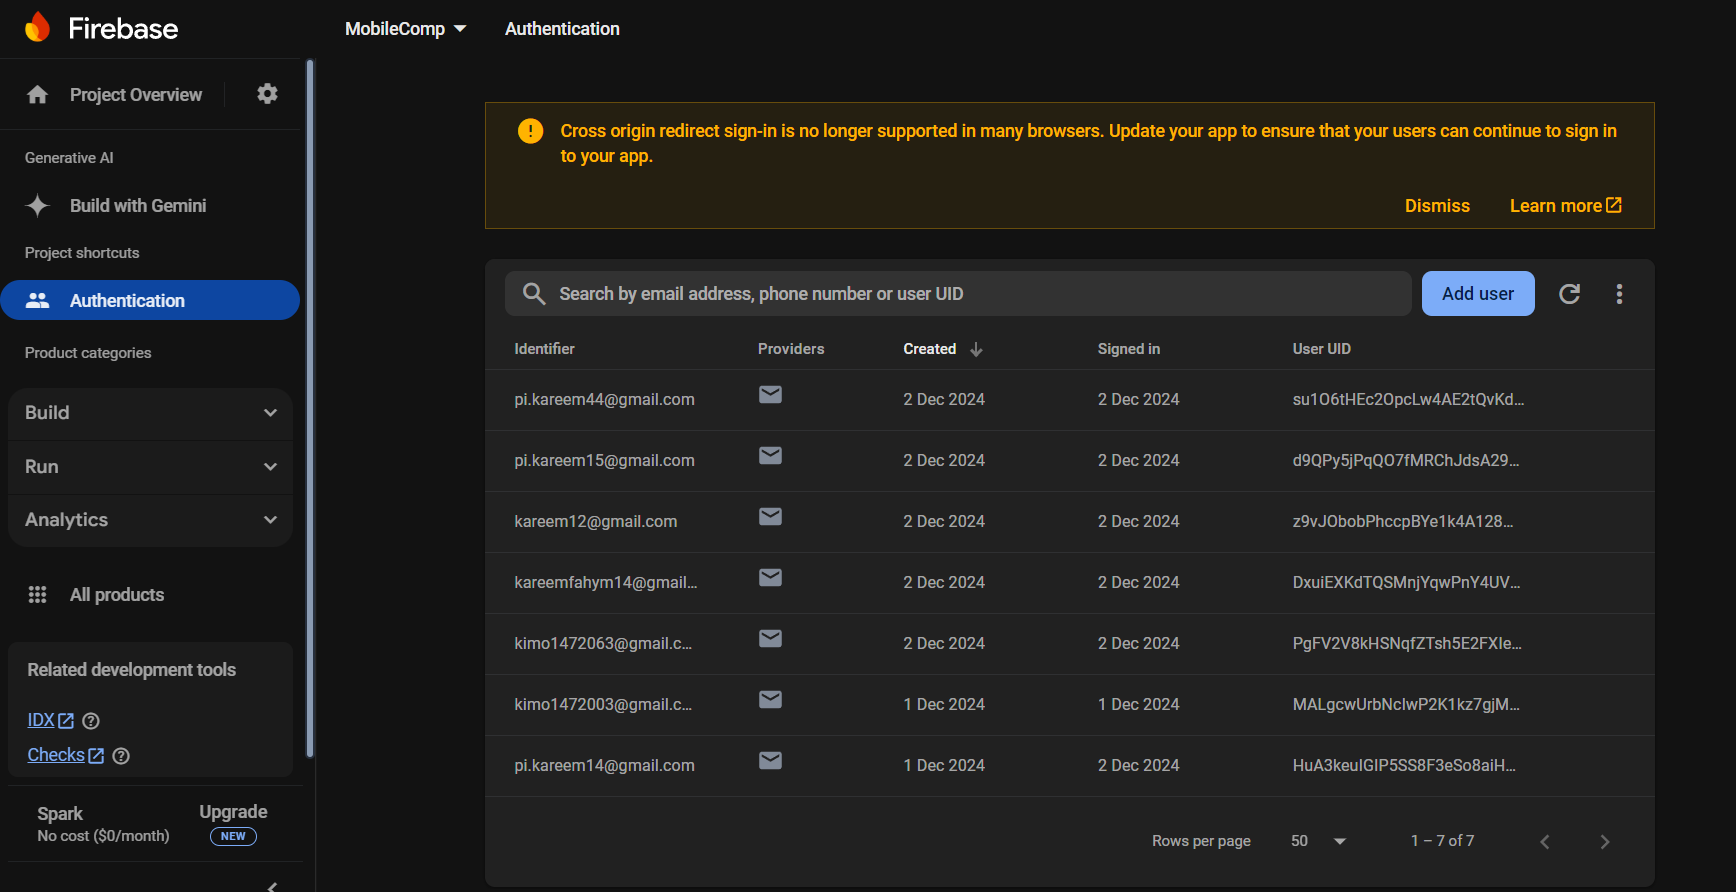 Firebase
MobileComp
Authentication
Project Overview
Generative AI
Build with Gemini
Project shortcuts
Authentication
Product categories
Build
Run
Analytics
All products
Related development tools
IDX
Checks
Spark
No cost ($0/month)
Upgrade
NEW
Cross origin redirect sign-in is no longer supported in many browsers. Update your app to ensure that your users can continue to sign in
to your app.
Dismiss
Learn more
Search by email address, phone number or user UID
Add user
Identifier Providers Created Signed in User UID
pi.kareem44@gmail.com 2 Dec 2024 2 Dec 2024 su1O6tHEc2OpcLw4AE2tQvKd…
pi.kareem15@gmail.com 2 Dec 2024 2 Dec 2024 d9QPy5jPqQO7fMRChJdsA29…
kareem12@gmail.com 2 Dec 2024 2 Dec 2024 z9vJObobPhccpBYe1k4A128…
kareemfahym14@gmail… 2 Dec 2024 2 Dec 2024 DxuiEXKdTQSMnjYqwPnY4UV…
kimo1472063@gmail.c… 2 Dec 2024 2 Dec 2024 PgFV2V8kHSNqfZTsh5E2FXIe…
kimo1472003@gmail.c… 1 Dec 2024 1 Dec 2024 MALgcwUrbNclwP2K1kz7gjM…
pi.kareem14@gmail.com 1 Dec 2024 2 Dec 2024 HuA3keuIGIP5SS8F3eSo8aiH…
Rows per page 50 1 – 7 of 7